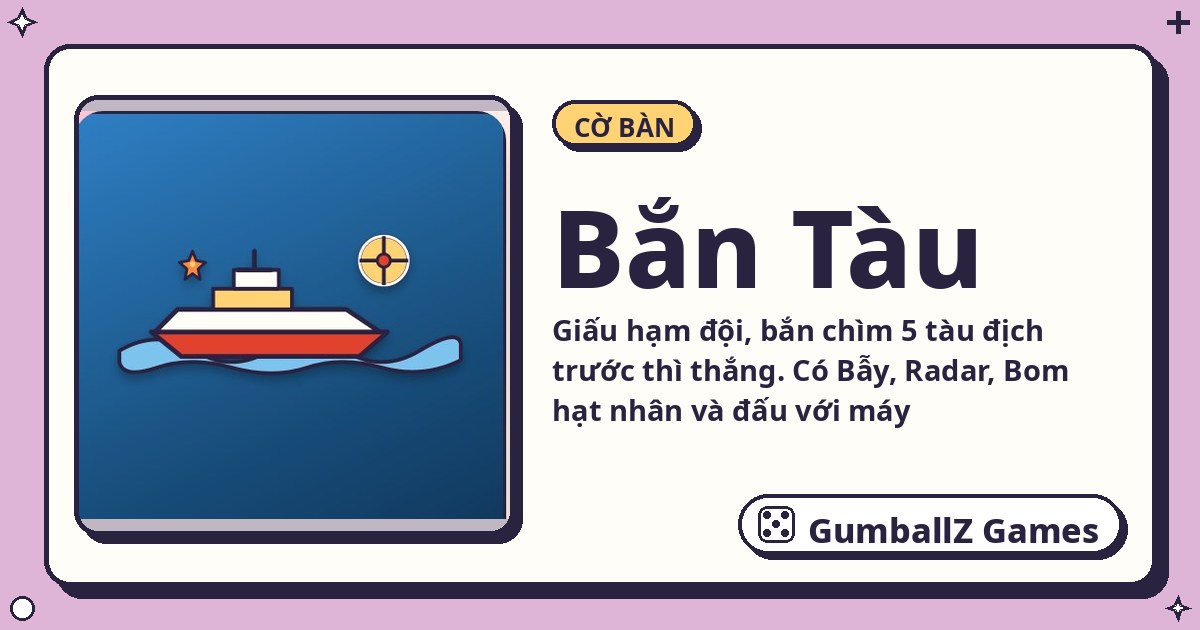 CỜ BÀN
Bắn Tàu
Giấu hạm đội, bắn chìm 5 tàu địch
trước thì thắng. Có Bẫy, Radar, Bom
hạt nhân và đấu với máy
GumballZ Games